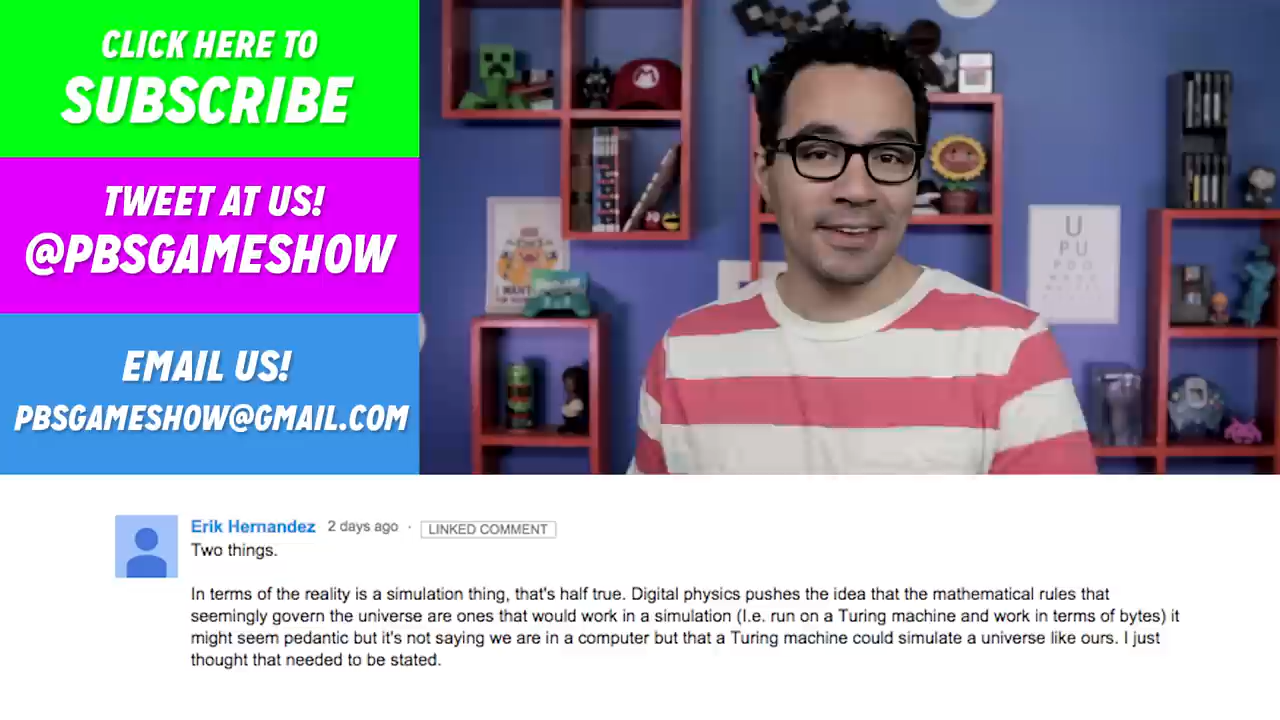 CLICK HERE TO
SUBSCRIBE
TWEET AT US!
@PBSGAMESHOW
EMAIL US!
PBSGAMESHOW@GMAIL.COM
I WANT
U
P U
Erik Hernandez 2 days ago · LINKED COMMENT
Two things.
In terms of the reality is a simulation thing, that's half true. Digital physics pushes the idea that the mathematical rules that
seemingly govern the universe are ones that would work in a simulation (I.e. run on a Turing machine and work in terms of bytes) it
might seem pedantic but it's not saying we are in a computer but that a Turing machine could simulate a universe like ours. I just
thought that needed to be stated.